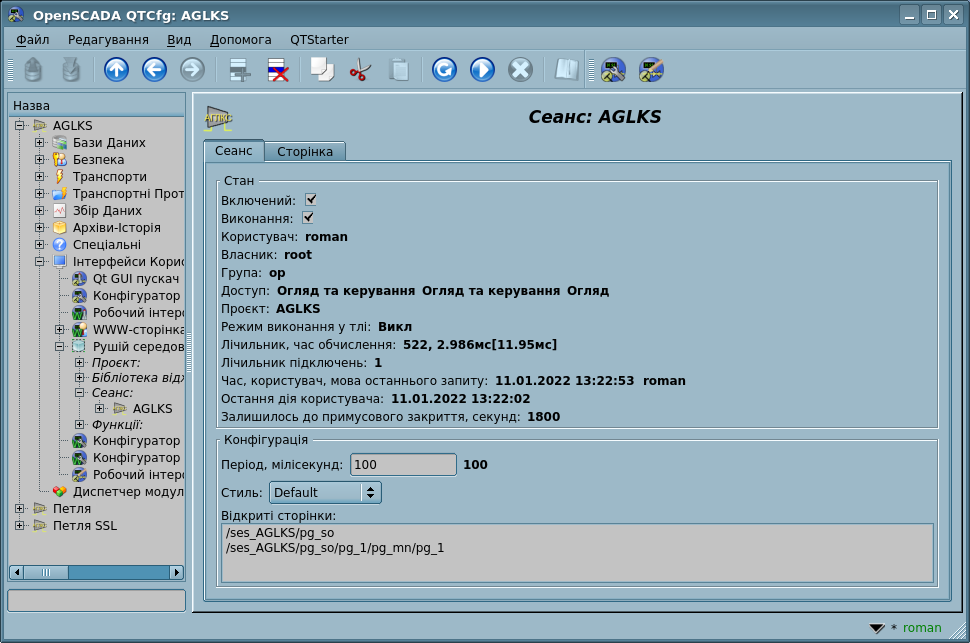 OpenSCADA QTCfg: AGLKS
Файл Редагування Вид Допомога QTStarter
Назва
AGLKS
Бази Даних
Безпека
Транспорти
Транспортні Прот
Збір Даних
Архіви-Історія
Спеціальні
Інтерфейси Корис
Qt GUI пускач
Конфігуратор
Робочий інтерс
WWW-сторінка
Рушій середов
Проєкт:
Бібліотека відж
Сеанс:
AGLKS
Функції:
Конфігуратор
Конфігуратор
Робочий інтерс
Диспетчер модул
Петля
Петля SSL
АГЛКС
Сеанс: AGLKS
Сеанс Сторінка
Стан
Включений:
Виконання:
Користувач: roman
Власник: root
Група: op
Доступ: Огляд та керування Огляд та керування Огляд
Проєкт: AGLKS
Режим виконання у тлі: Викл
Лічильник, час обчислення: 522, 2.986мс[11.95мс]
Лічильник підключень: 1
Час, користувач, мова останнього запиту: 11.01.2022 13:22:53 roman
Остання дія користувача: 11.01.2022 13:22:02
Залишилось до примусового закриття, секунд: 1800
Конфігурація
Період, мілісекунд: 100 100
Стиль: Default
Відкриті сторінки:
/ses_AGLKS/pg_so
/ses_AGLKS/pg_so/pg_1/pg_mn/pg_1
* roman